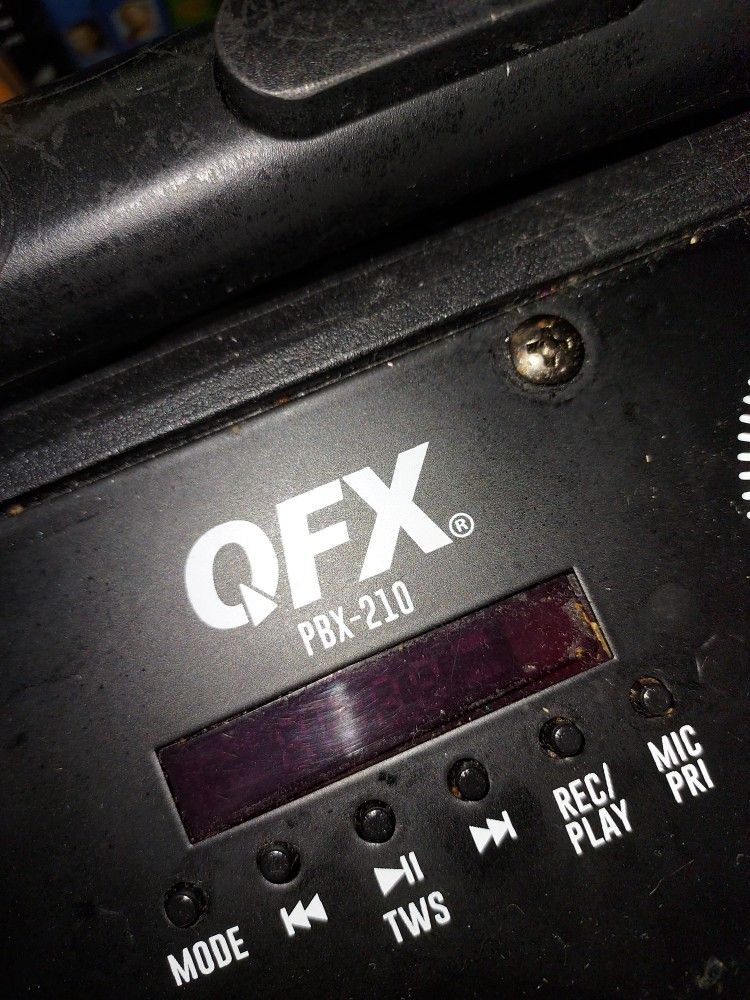 QFX®
PBX-210
MODE
TWS
REC/
PLAY
MIC
PRI